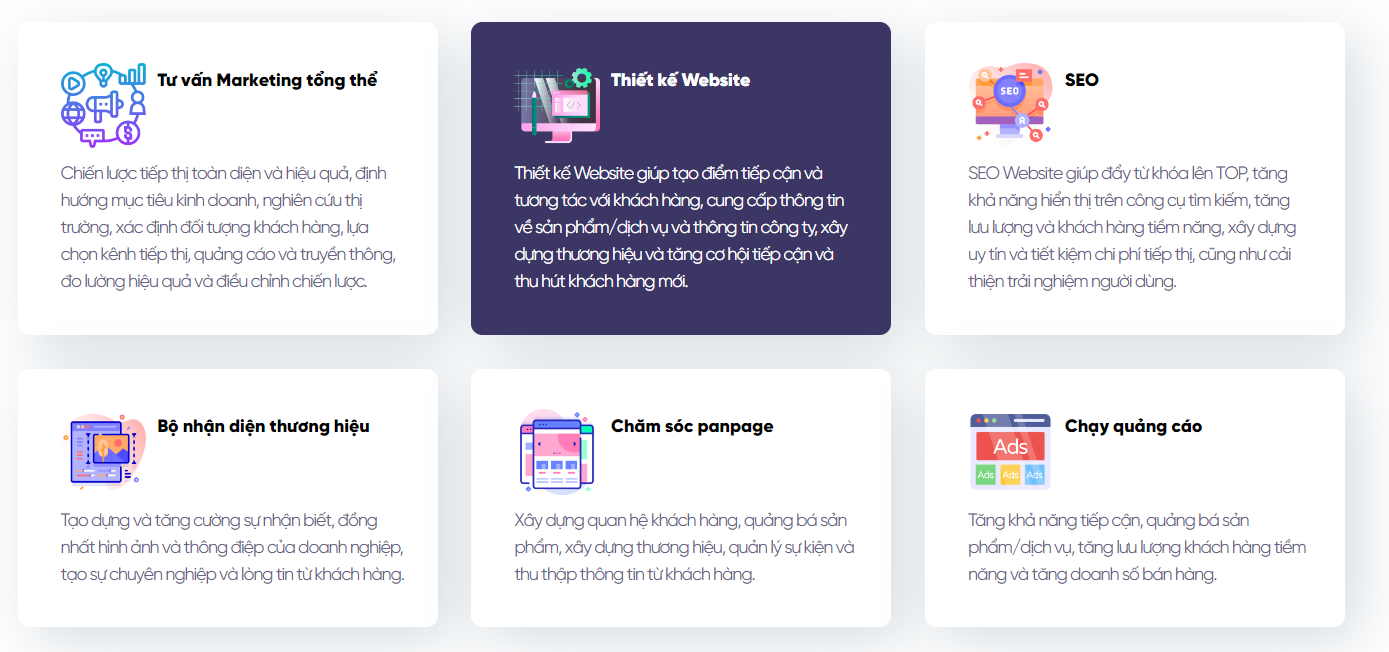 Tư vấn Marketing tổng thể
Chiến lược tiếp thị toàn diện và hiệu quả, định
hướng mục tiêu kinh doanh, nghiên cứu thị
trường, xác định đối tượng khách hàng, lựa
chọn kênh tiếp thị, quảng cáo và truyền thông,
đo lường hiệu quả và điều chỉnh chiến lược.
Thiết kế Website
Thiết kế Website giúp tạo điểm tiếp cận và
tương tác với khách hàng, cung cấp thông tin
về sản phẩm/dịch vụ và thông tin công ty, xây
dựng thương hiệu và tăng cơ hội tiếp cận và
thu hút khách hàng mới.
SEO
SEO
SEO Website giúp đẩy từ khóa lên TOP, tăng
khả năng hiển thị trên công cụ tìm kiếm, tăng
lưu lượng và khách hàng tiềm năng, xây dựng
uy tín và tiết kiệm chi phí tiếp thị, cũng như cải
thiện trải nghiệm người dùng.
Bộ nhận diện thương hiệu
Tạo dựng và tăng cường sự nhận biết, đồng
nhất hình ảnh và thông điệp của doanh nghiệp,
tạo sự chuyên nghiệp và lòng tin từ khách hàng.
Chăm sóc panpage
Xây dựng quan hệ khách hàng, quảng bá sản
phẩm, xây dựng thương hiệu, quản lý sự kiện và
thu thập thông tin từ khách hàng.
Chạy quảng cáo
Ads
Ads Ads Ads
Tăng khả năng tiếp cận, quảng bá sản
phẩm/dịch vụ, tăng lưu lượng khách hàng tiềm
năng và tăng doanh số bán hàng.